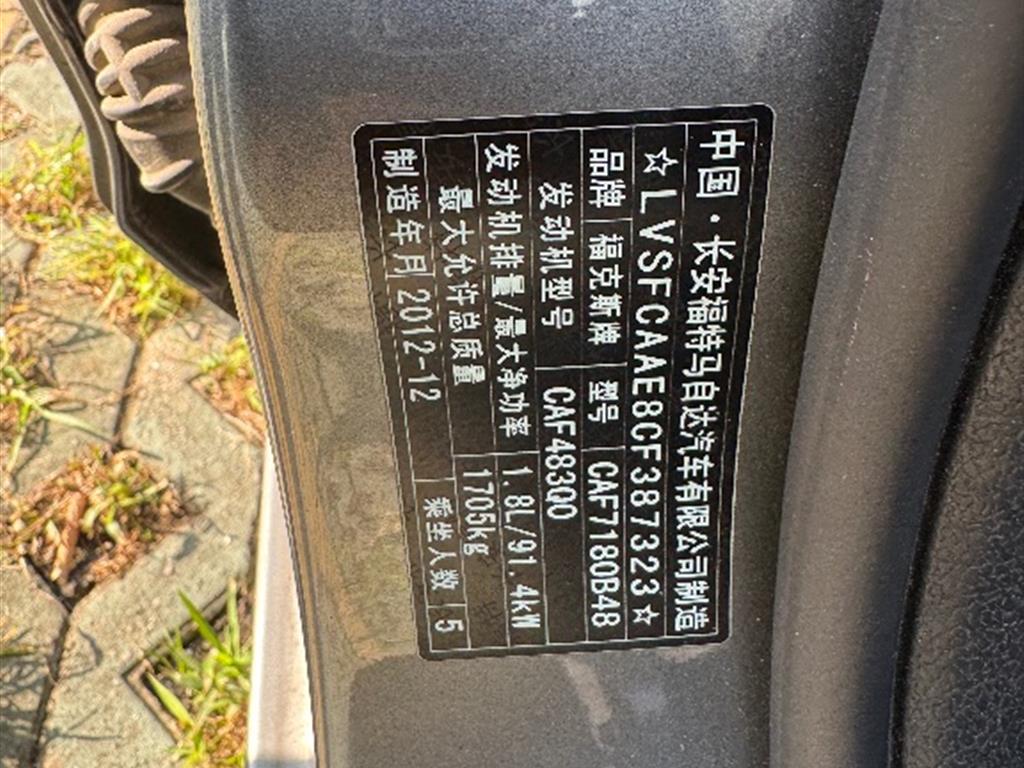 中国·长安福特马自达汽车有限公司制造
☆LVSFCAAE8CF387323☆
品牌 福克斯牌 型号 CAF7180B48
发动机型号 CAF483Q0
发动机排量/最大净功率 1.8L/91.4kW
最大允许总质量 1705kg
制造年月 2012-12 乘坐人数 5